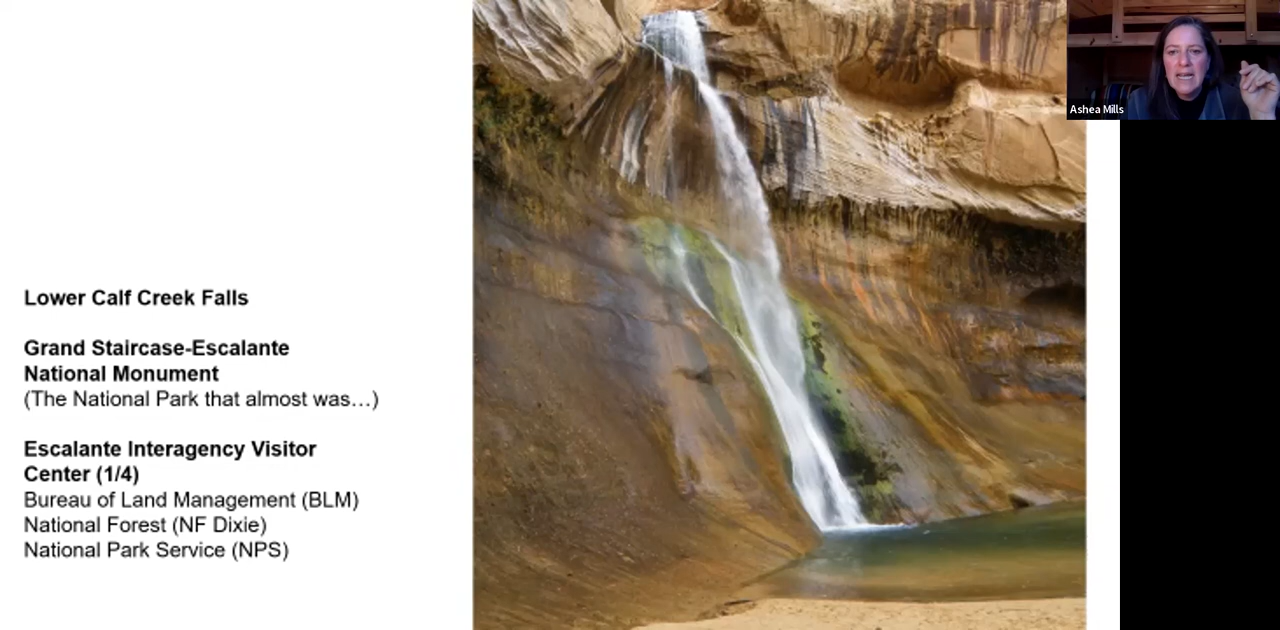 Ashea Mills
Lower Calf Creek Falls
Grand Staircase-Escalante
National Monument
(The National Park that almost was…)
Escalante Interagency Visitor
Center (1/4)
Bureau of Land Management (BLM)
National Forest (NF Dixie)
National Park Service (NPS)